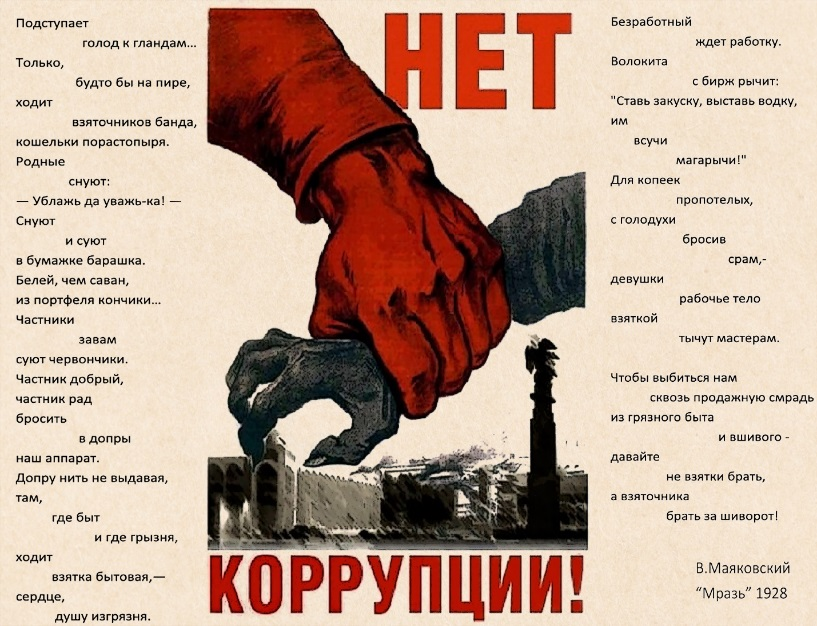 Подступает
голод к гландам...
Только,
будто бы на пире,
ходит
взяточников банда,
кошельки порастопыря.
Родные
снуют:
— Ублажь да уважь-ка! —
Снуют
и суют
в бумажке барашка.
Белей, чем саван,
из портфеля кончики...
Частники
завам
суют червончики.
Частник добрый,
частник рад
бросить
в допры
наш аппарат.
Допру нить не выдавая,
там,
где быт
и где грызня,
ходит
взятка бытовая,—
сердце,
душу изгрязня.
НЕТ
КОРРУПЦИИ!
Безработный
ждет работку.
Волокита
с бирж рычит:
"Ставь закуску, выставь водку,
им
всучи
магарычи!"
Для копеек
пропотелых,
с голодухи
бросив
срам,-
девушки
рабочье тело
взяткой
тычут мастерам.
Чтобы выбиться нам
сквозь продажную смрадь
из грязного быта
и вшивого -
давайте
не взятки брать,
а взяточника
брать за шиворот!
В.Маяковский
"Мразь" 1928